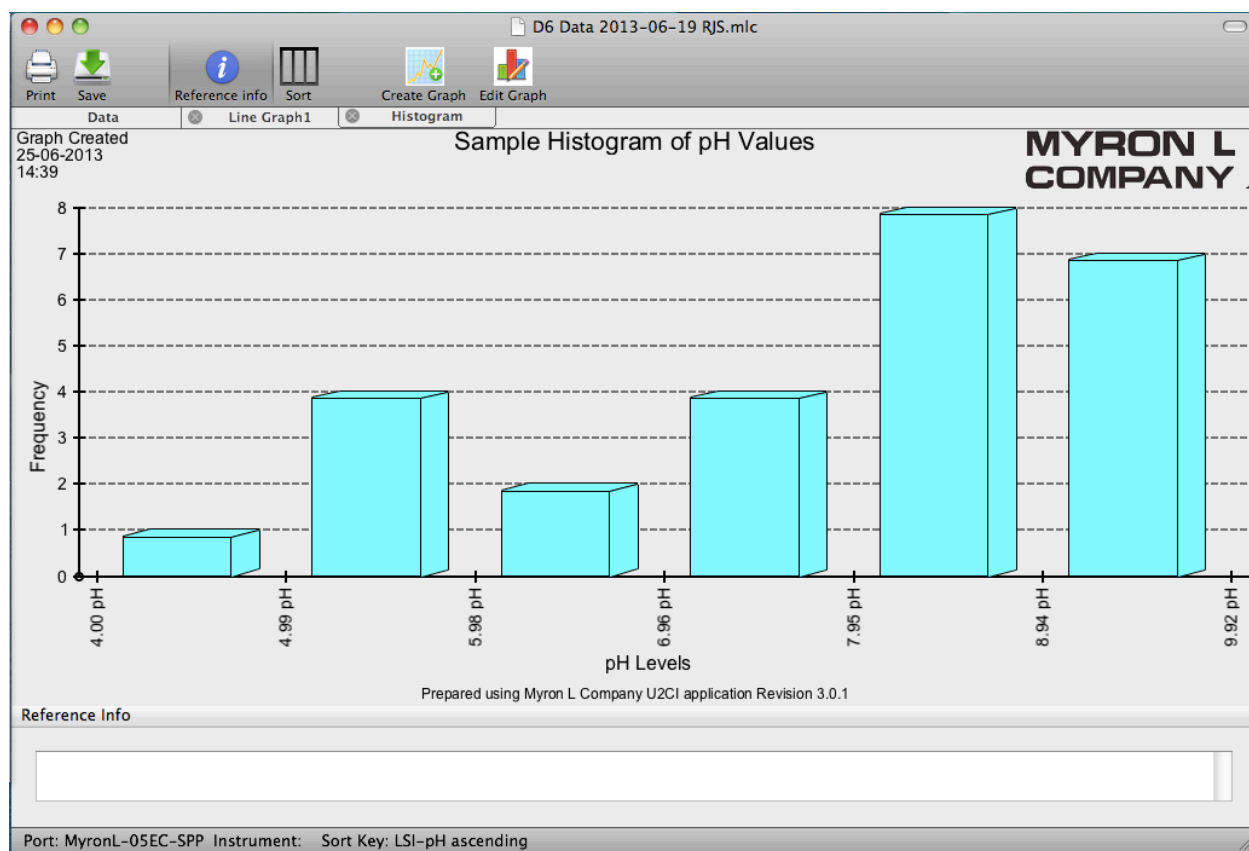 D6 Data 2013-06-19 RJS.mlc
Print Save Reference info Sort Create Graph Edit Graph
Data Line Graph1 Histogram
Graph Created
25-06-2013
14:39
Sample Histogram of pH Values
MYRON L
COMPANY
8
7
6
5
4
3
2
1
0
Frequency
4.00 pH 4.99 pH 5.98 pH 6.96 pH 7.95 pH 8.94 pH 9.92 pH
pH Levels
Prepared using Myron L Company U2CI application Revision 3.0.1
Reference Info
Port: MyronL-05EC-SPP Instrument: Sort Key: LSI-pH ascending